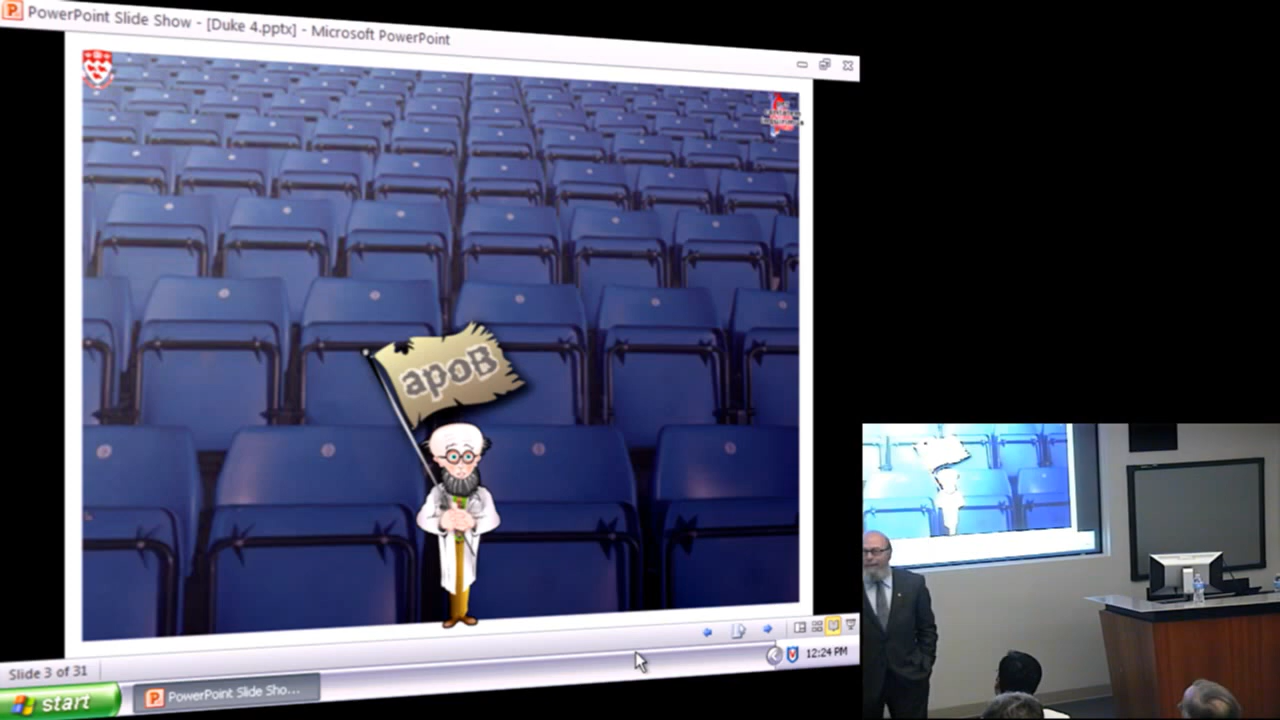 PowerPoint Slide Show - [Duke 4.pptx] - Microsoft PowerPoint
apoB
Slide 3 of 31
12:24 PM
start
PowerPoint Slide Sho...